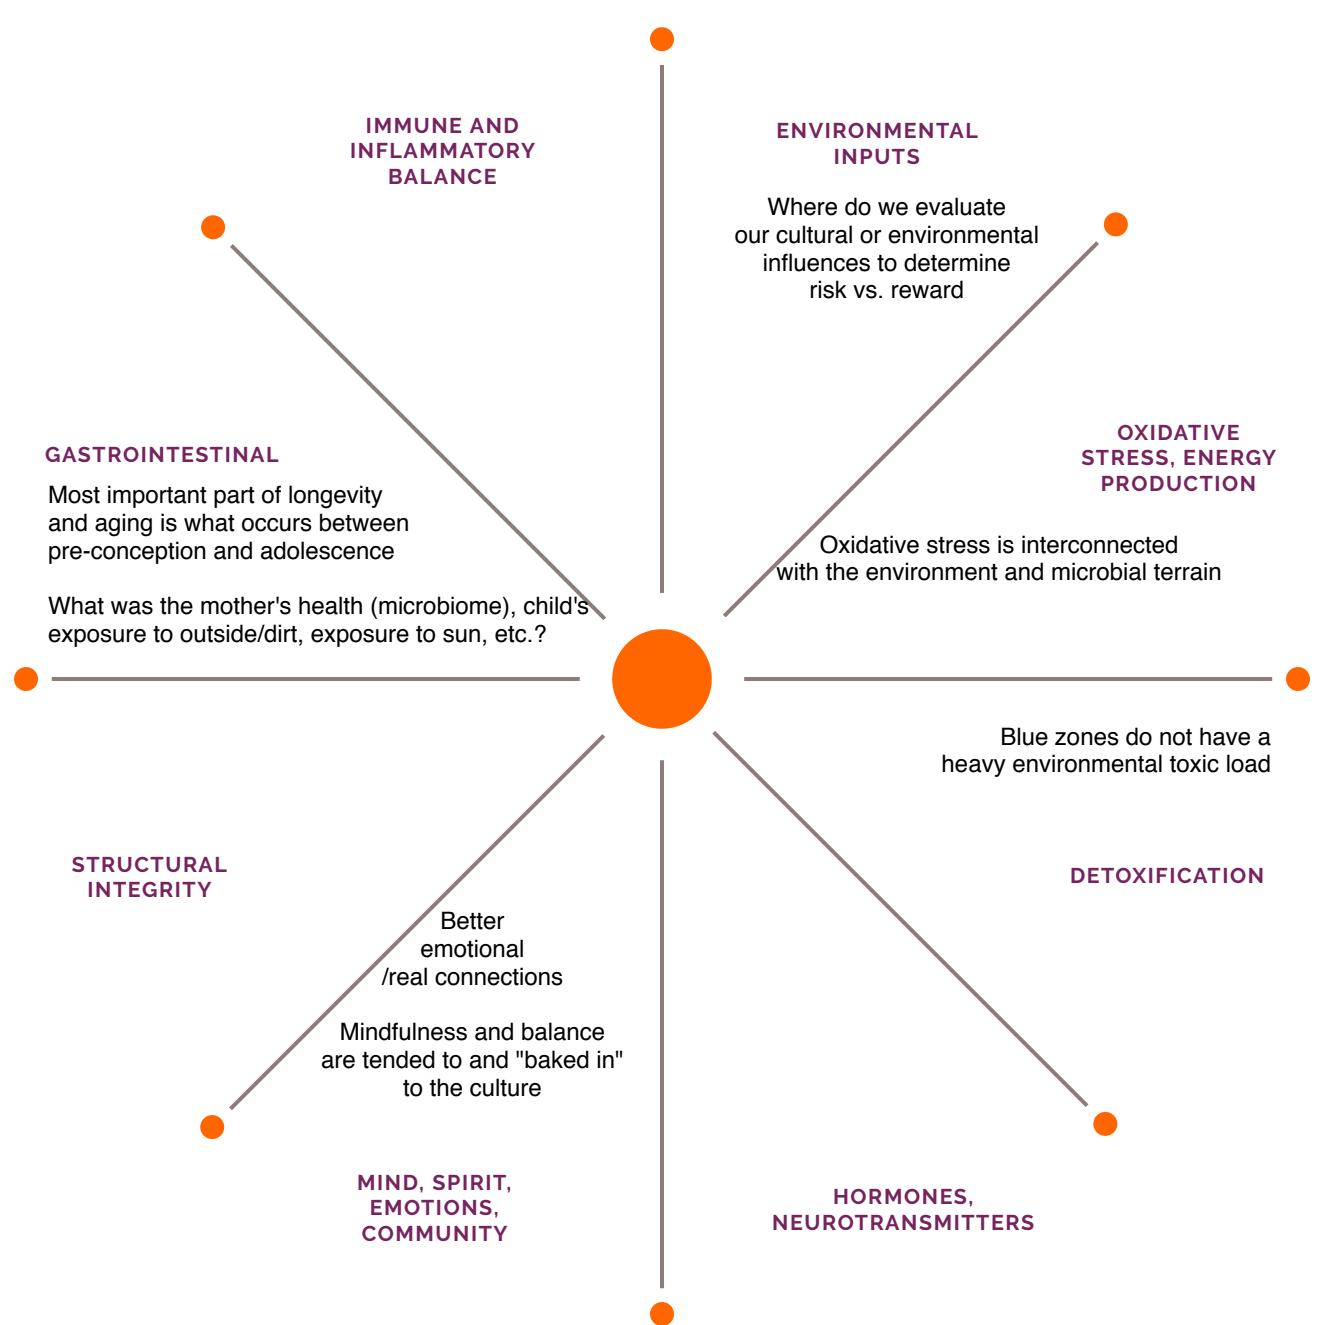 IMMUNE AND
INFLAMMATORY
BALANCE
ENVIRONMENTAL
INPUTS
Where do we evaluate
our cultural or environmental
influences to determine
risk vs. reward
GASTROINTESTINAL
Most important part of longevity
and aging is what occurs between
pre-conception and adolescence
What was the mother's health (microbiome), child's
exposure to outside/dirt, exposure to sun, etc.?
OXIDATIVE
STRESS, ENERGY
PRODUCTION
Oxidative stress is interconnected
with the environment and microbial terrain
Blue zones do not have a
heavy environmental toxic load
DETOXIFICATION
STRUCTURAL
INTEGRITY
Better
emotional
/real connections
Mindfulness and balance
are tended to and "baked in"
to the culture
MIND, SPIRIT,
EMOTIONS,
COMMUNITY
HORMONES,
NEUROTRANSMITTERS